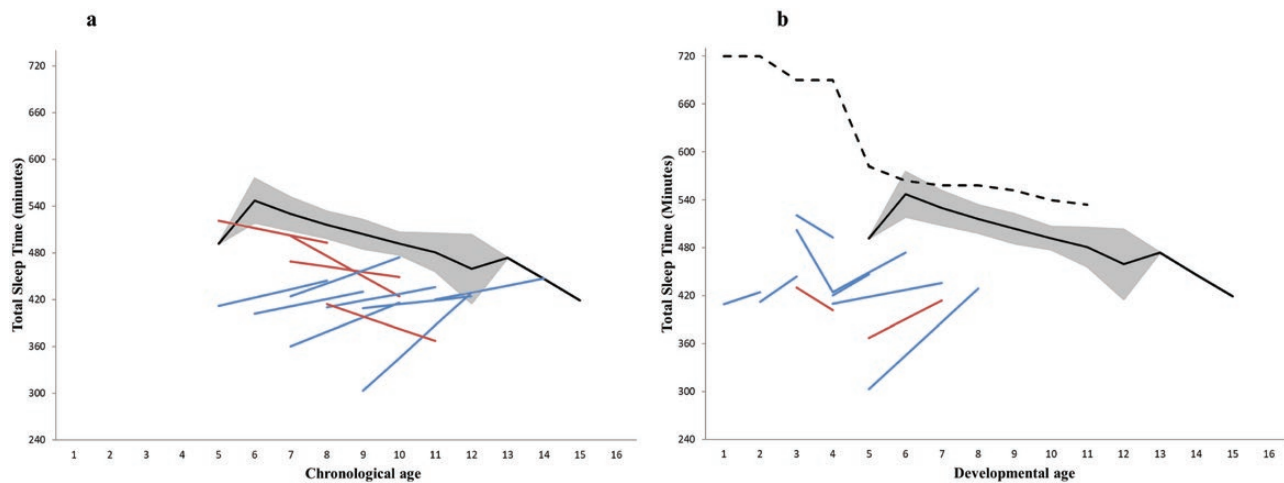 a
Total Sleep Time (minutes)
720
660
600
540
480
420
360
300
240
1 2 3 4 5 6 7 8 9 10 11 12 13 14 15 16
Chronological age
b
Total Sleep Time (Minutes)
720
660
600
540
480
420
360
300
240
1 2 3 4 5 6 7 8 9 10 11 12 13 14 15 16
Developmental age